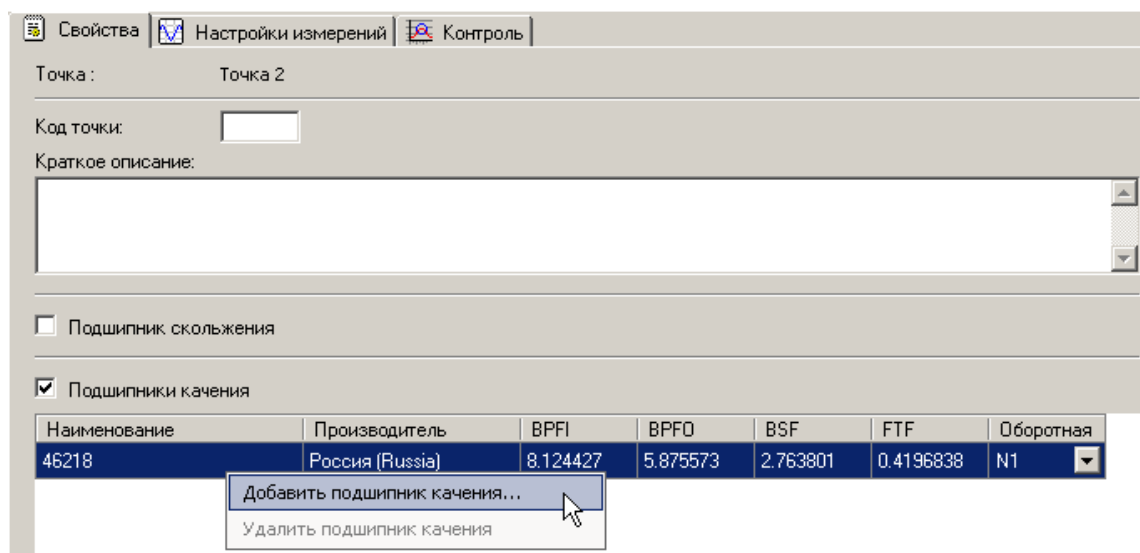 Свойства Настройки измерений Контроль
Точка : Точка 2
Код точки:
Краткое описание:
Подшипник скольжения
Подшипники качения
Наименование Производитель BPFI BPFO BSF FTF Оборотная
46218 Россия (Russia) 8.124427 5.875573 2.763801 0.4196838 N1
Добавить подшипник качения...
Удалить подшипник качения